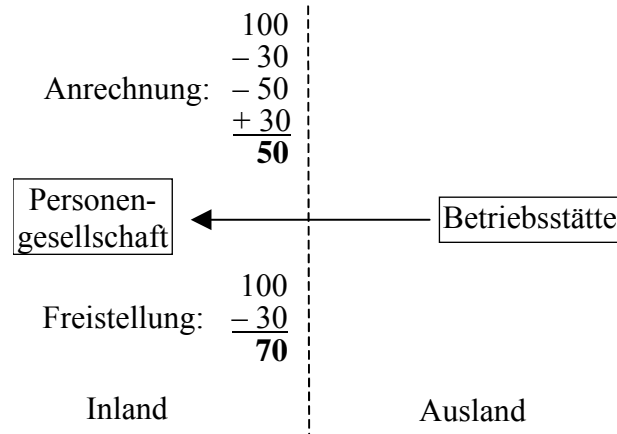 100
– 30
Anrechnung: – 50
+ 30
50
Personen-
gesellschaft
Betriebsstätte
100
Freistellung: – 30
70
Inland
Ausland